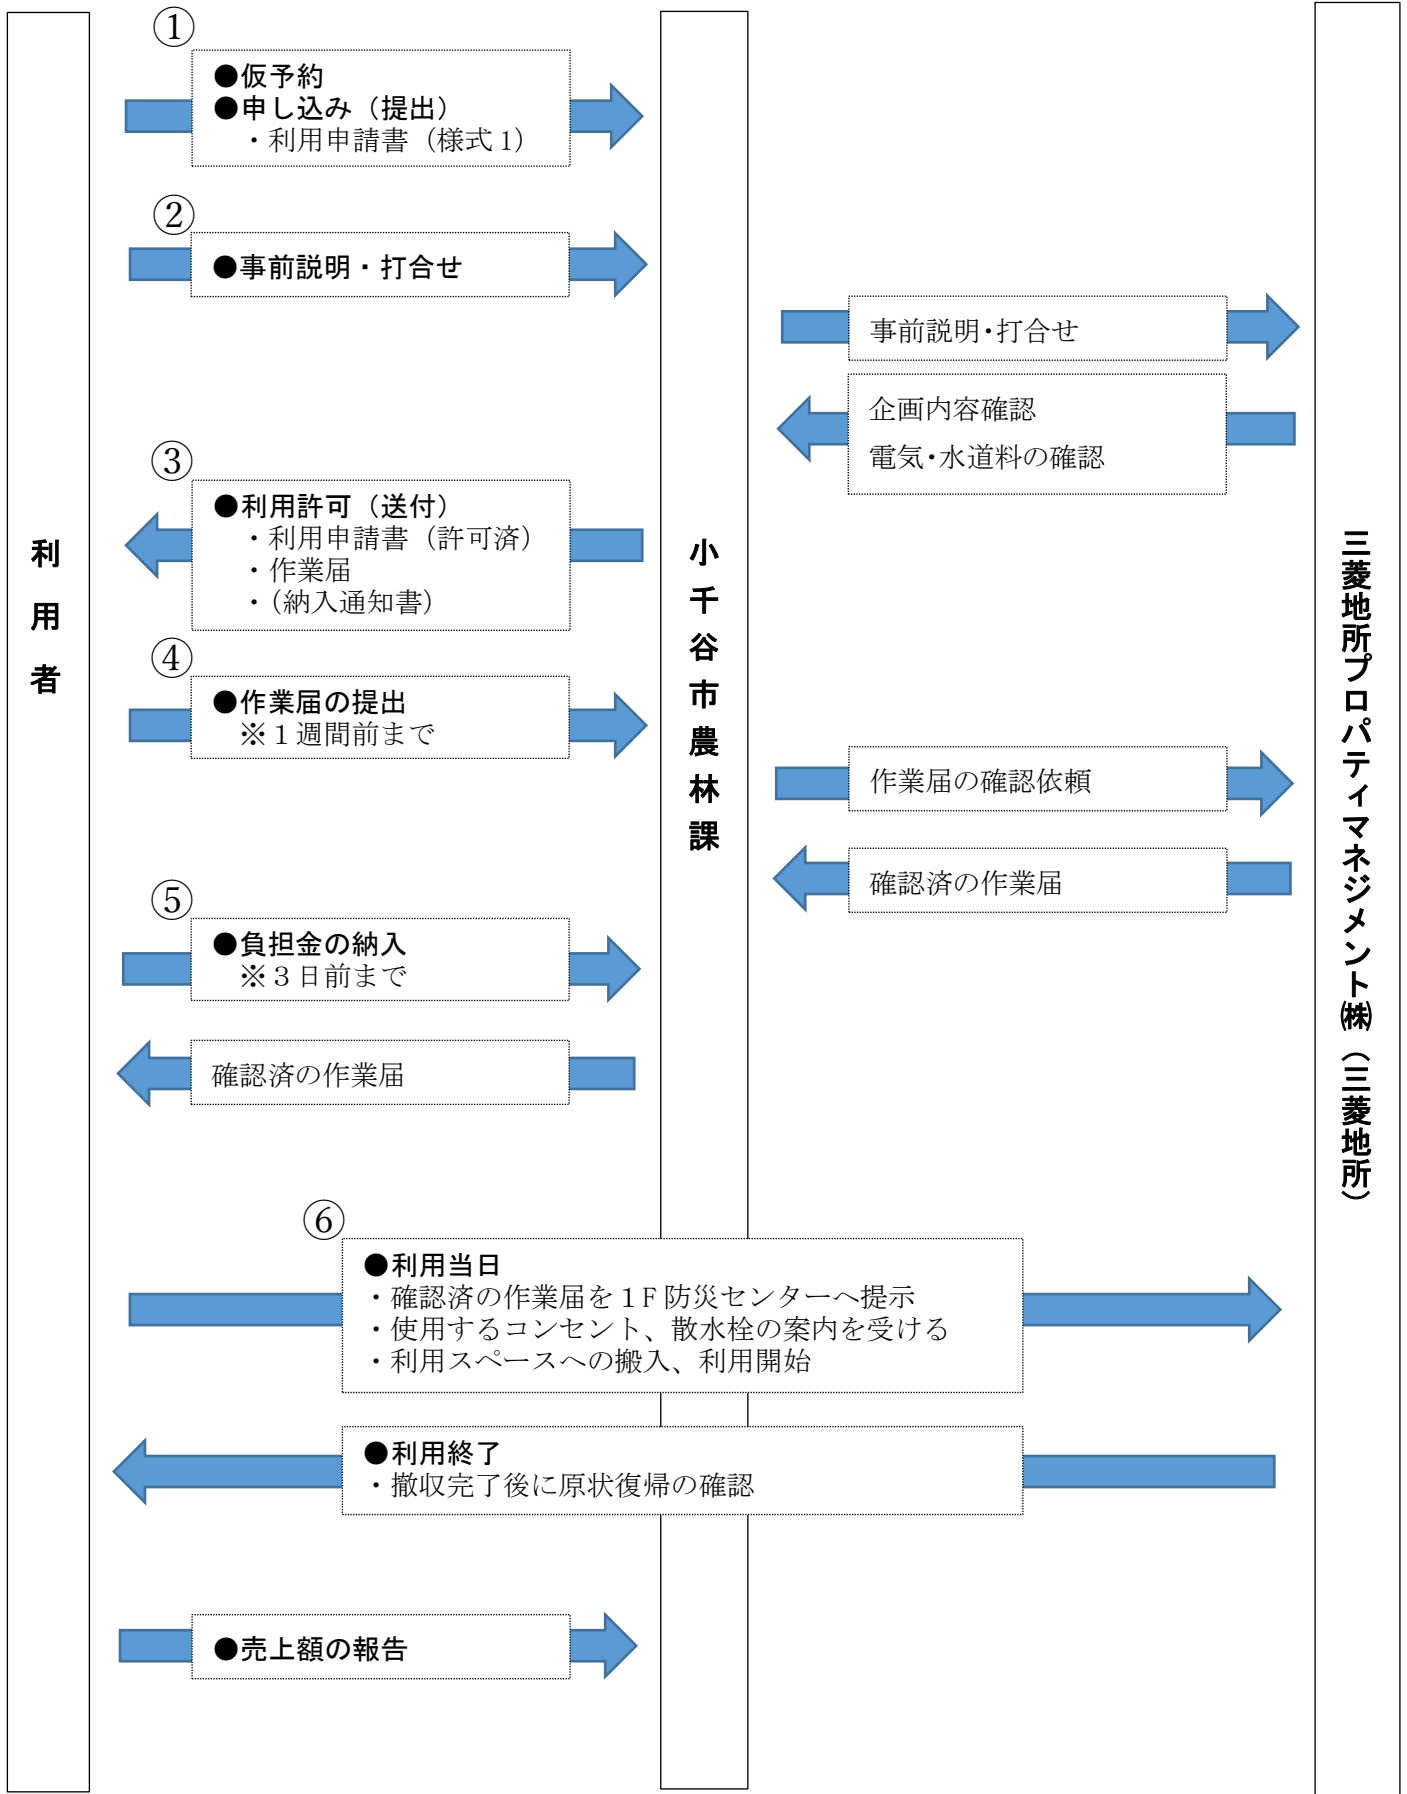 ①
●仮予約
●申し込み（提出）
・利用申請書（様式1）
②
●事前説明・打合せ
事前説明・打合せ
企画内容確認
電気・水道料の確認
③
●利用許可（送付）
・利用申請書（許可済）
・作業届
・（納入通知書）
④
●作業届の提出
※１週間前まで
作業届の確認依頼
確認済の作業届
⑤
●負担金の納入
※３日前まで
確認済の作業届
⑥
●利用当日
・確認済の作業届を１F防災センターへ提示
・使用するコンセント、散水栓の案内を受ける
・利用スペースへの搬入、利用開始
●利用終了
・撤収完了後に原状復帰の確認
●売上額の報告
利用者
小千谷市農林課
三菱地所プロパティマネジメント㈱（三菱地所）